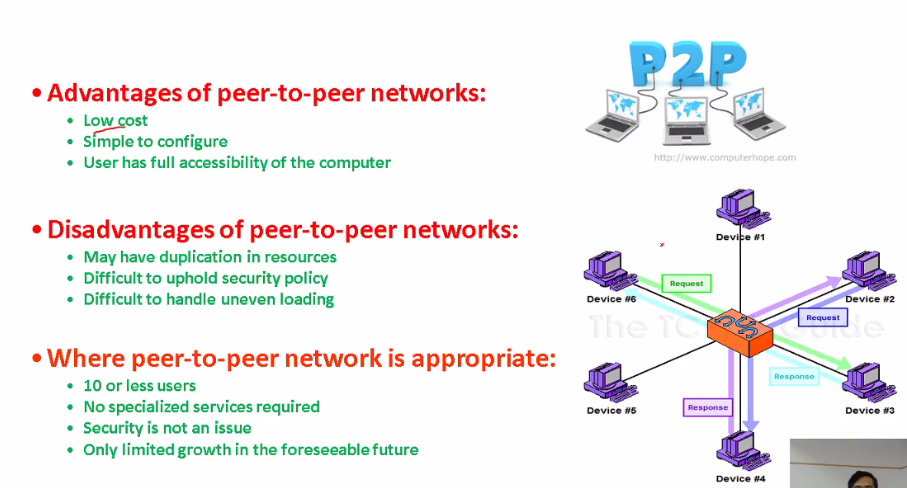 • Advantages of peer-to-peer networks:
• Low cost
• Simple to configure
• User has full accessibility of the computer
• Disadvantages of peer-to-peer networks:
• May have duplication in resources
• Difficult to uphold security policy
• Difficult to handle uneven loading
• Where peer-to-peer network is appropriate:
• 10 or less users
• No specialized services required
• Security is not an issue
• Only limited growth in the foreseeable future
P2P
http://www.computerhope.com
Device #1
Device #6
Request
Device #2
Request
The TC Guide
Response
Device #5
Response
Device #3
Device #4